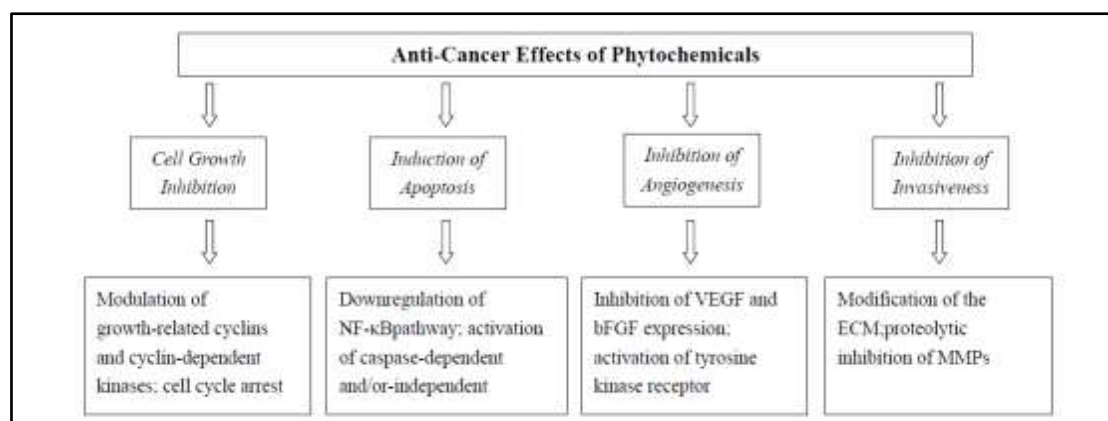 Anti-Cancer Effects of Phytochemicals
Cell Growth
Inhibition
Induction of
Apoptosis
Inhibition of
Angiogenesis
Inhibition of
Invasiveness
Modulation of
growth-related cyclins
and cyclin-dependent
kinases; cell cycle arrest
Downregulation of
NF-κBpathway; activation
of caspase-dependent
and/or-independent
Inhibition of VEGF and
bFGF expression;
activation of tyrosine
kinase receptor
Modification of the
ECM;proteolytic
inhibition of MMPs